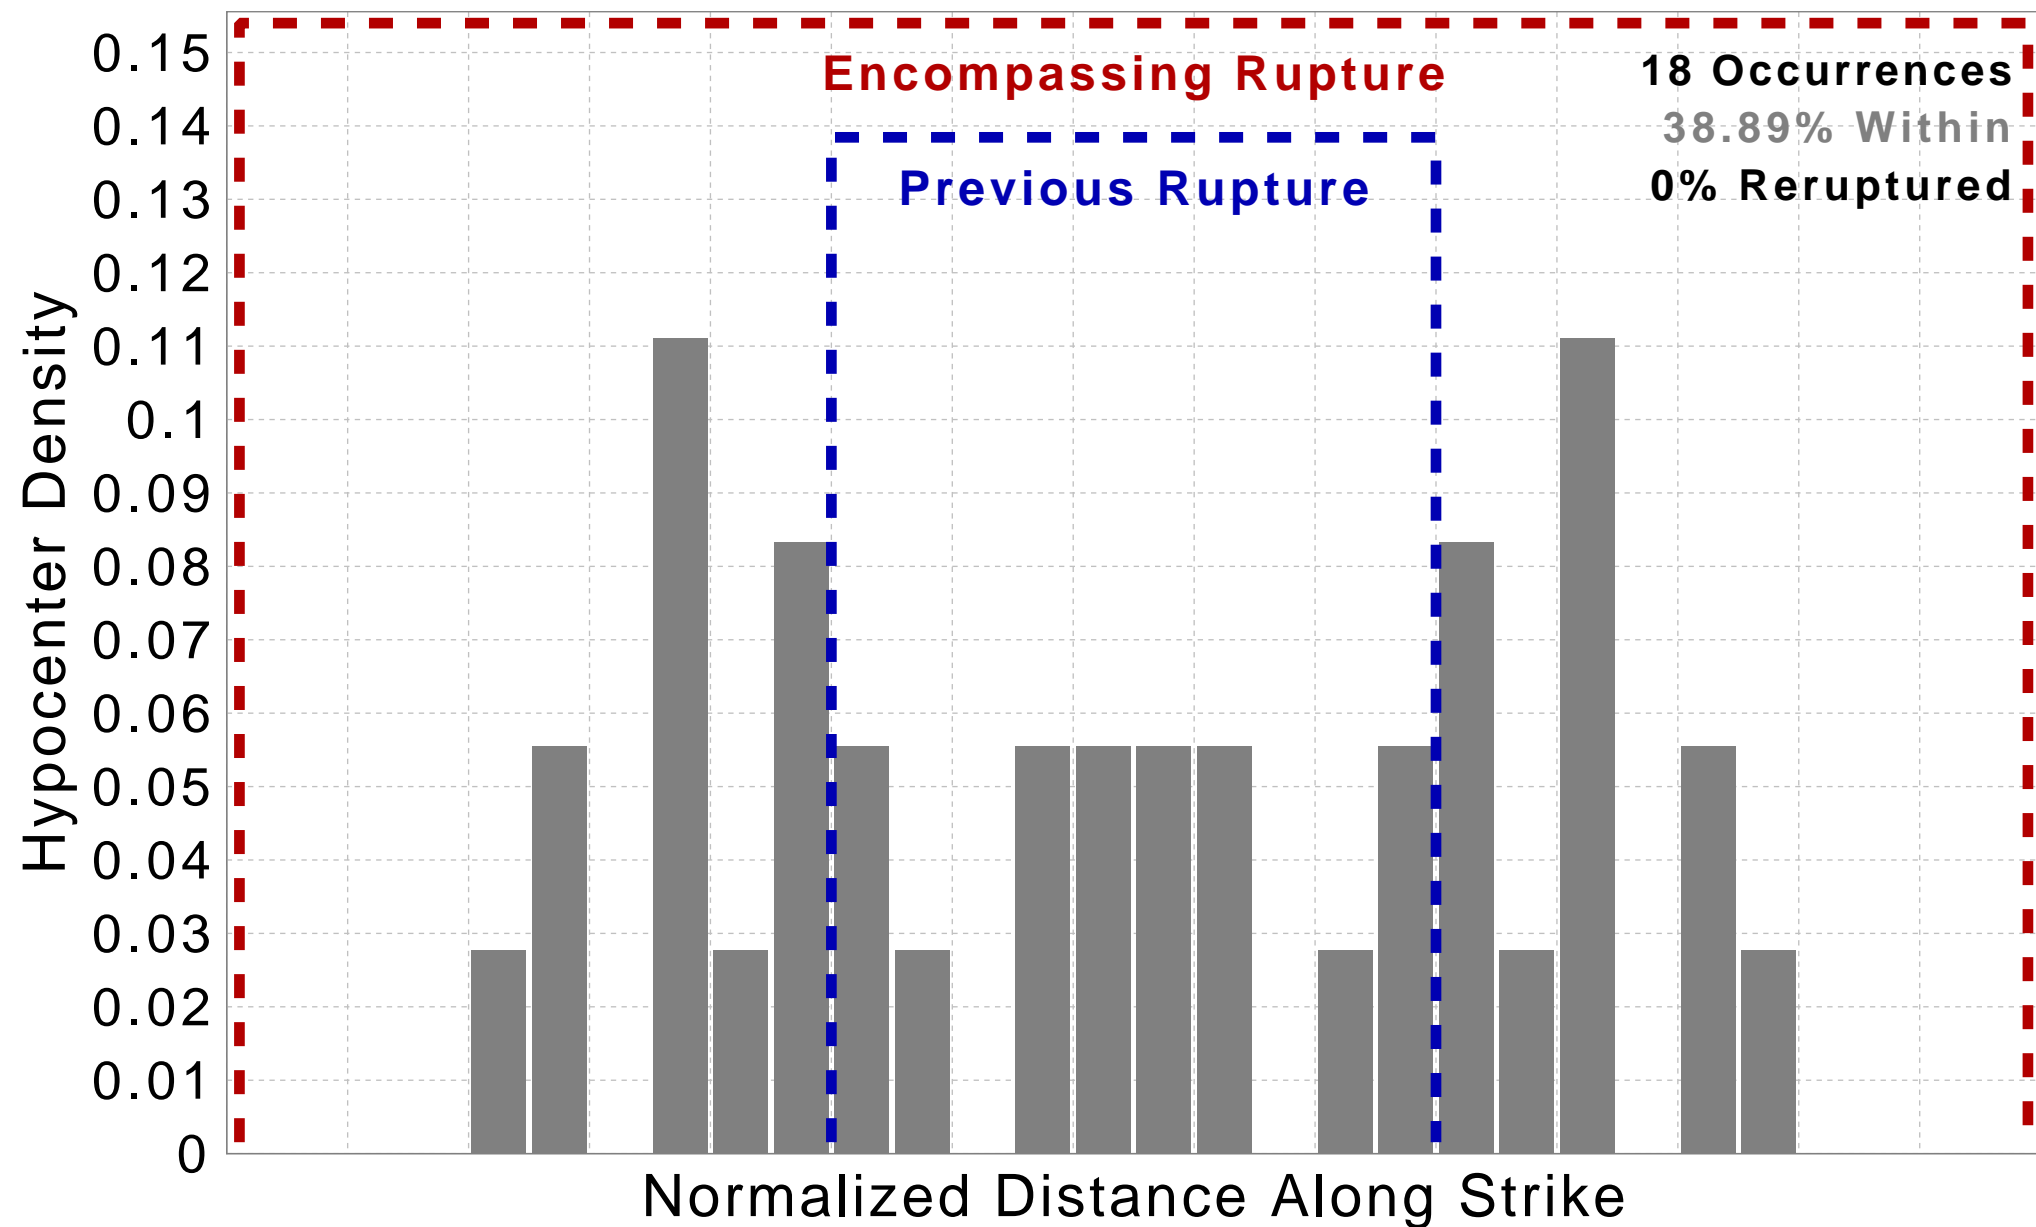 0.15
Encompassing Rupture
18 Occurrences
0.14
38.89% Within
0.13
Previous Rupture
0% Reruptured
0.12
0.11
0.1
0.09
0.08
0.07
0.06
0.05
0.04
0.03
0.02
0.01
0
Hypocenter Density
Normalized Distance Along Strike